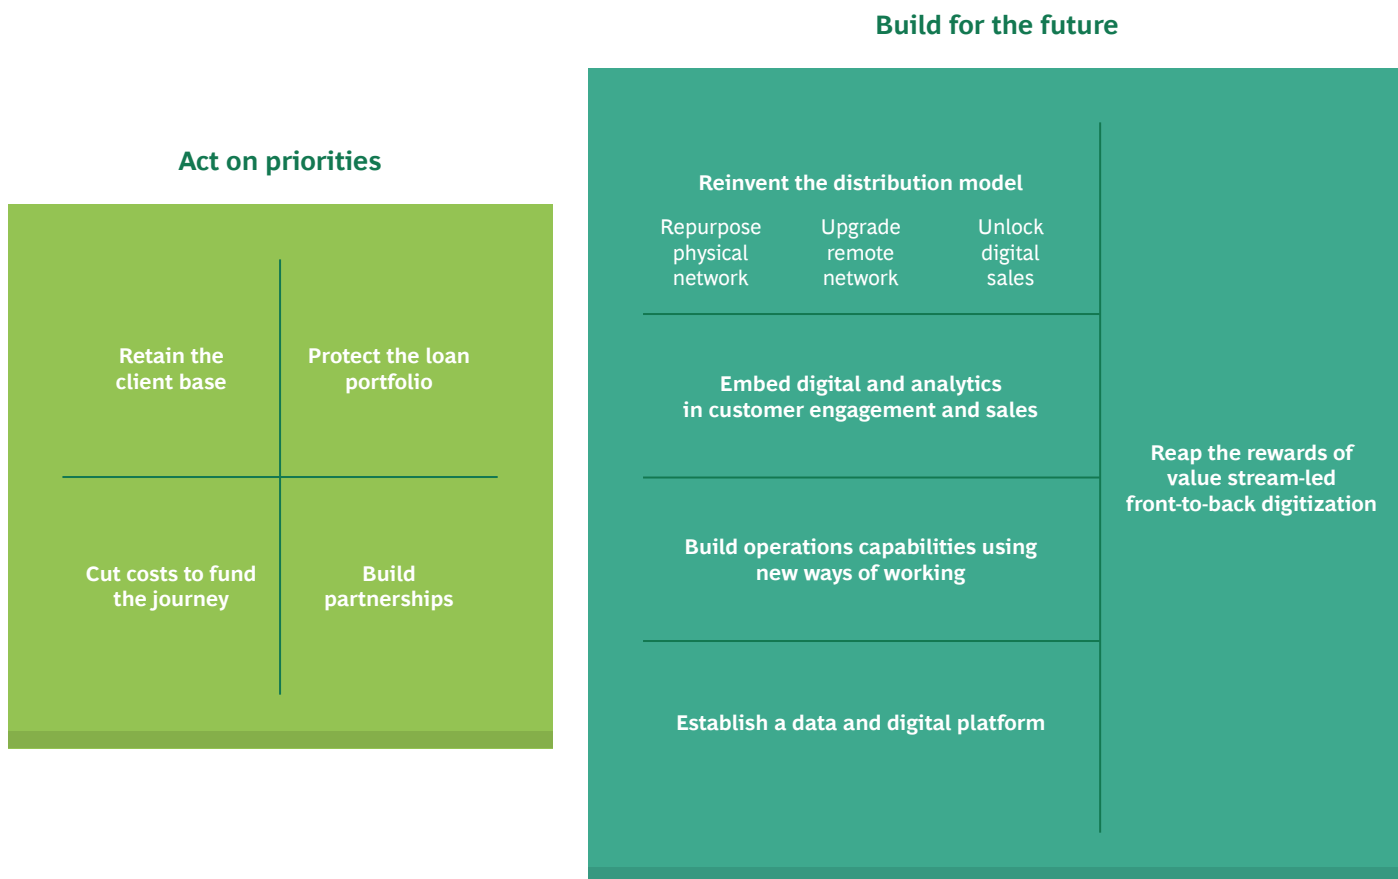 Build for the future
Act on priorities
Retain the
client base
Protect the loan
portfolio
Cut costs to fund
the journey
Build
partnerships
Reinvent the distribution model
Repurpose
physical
network
Upgrade
remote
network
Unlock
digital
sales
Embed digital and analytics
in customer engagement and sales
Build operations capabilities using
new ways of working
Establish a data and digital platform
Reap the rewards of
value stream-led
front-to-back digitization